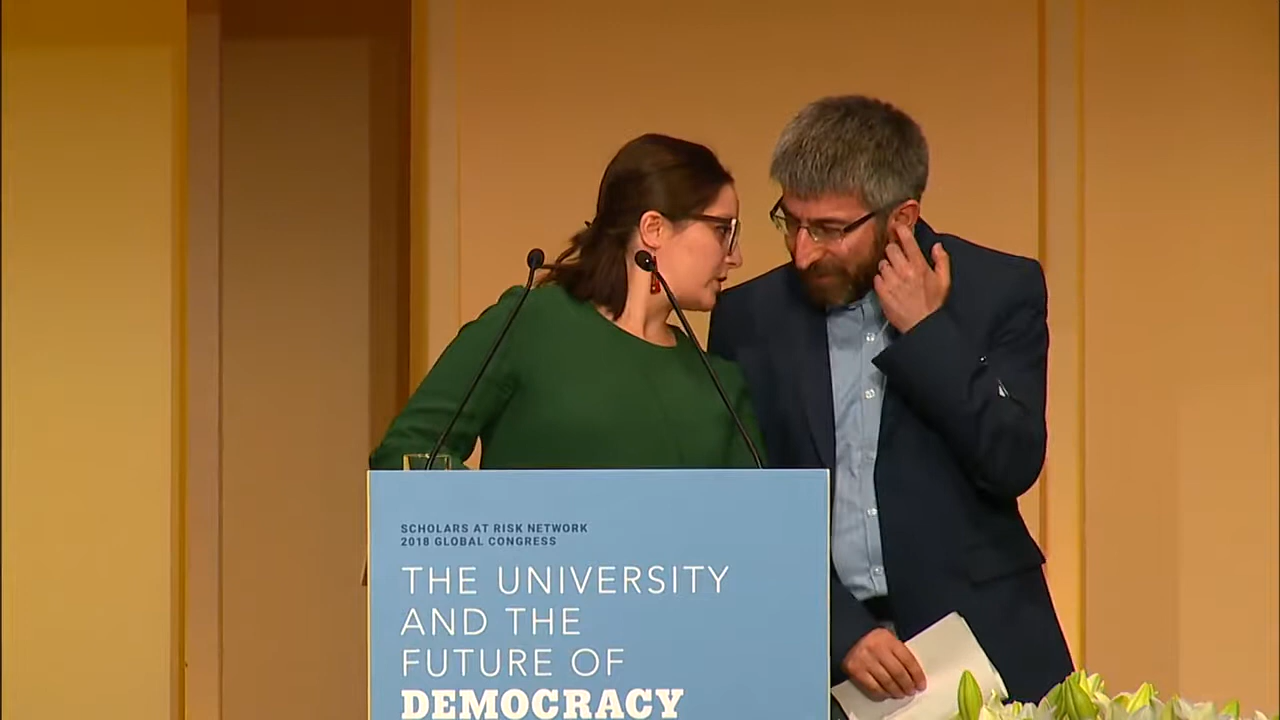 SCHOLARS AT RISK NETWORK
2018 GLOBAL CONGRESS
THE UNIVERSITY
AND THE
FUTURE OF
DEMOCRACY